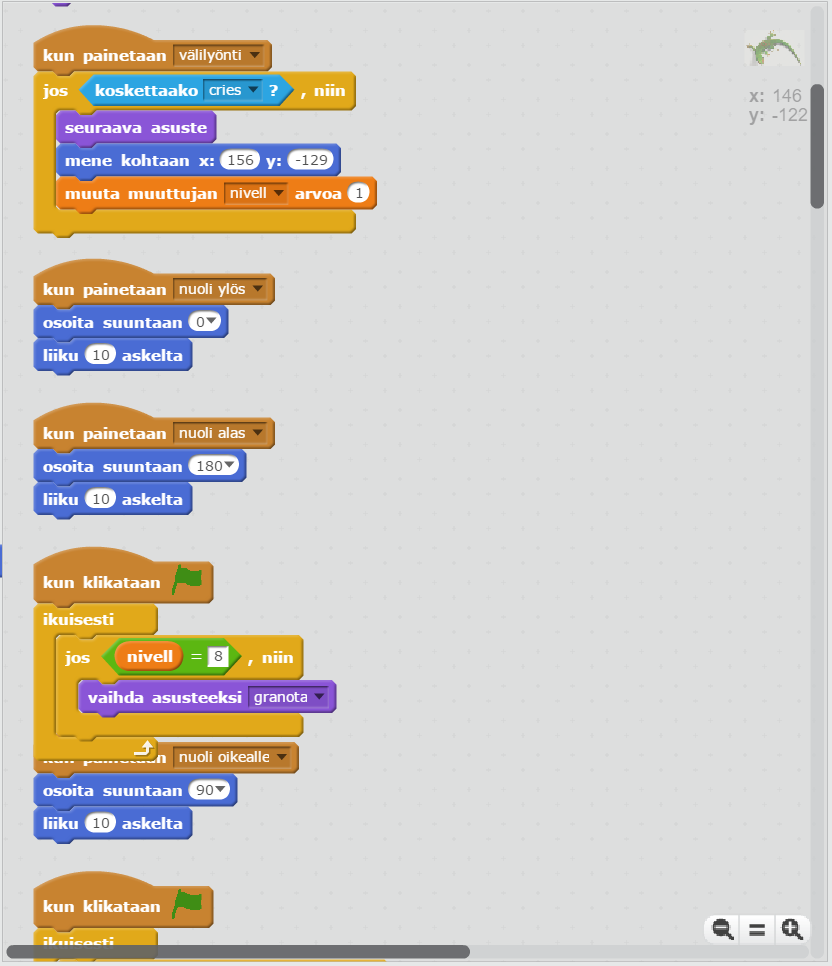 kun painetaan välilyönti
jos koskettaako cries ? , niin
seuraava asuste
mene kohtaan x: 156 y: -129
muuta muuttujan nivell arvoa 1
x: 146
y: -122
kun painetaan nuoli ylös
osoita suuntaan 0
liiku 10 askelta
kun painetaan nuoli alas
osoita suuntaan 180
liiku 10 askelta
kun klikataan
ikuisesti
jos nivell = 8 , niin
vaihda asusteeksi granota
kun painetaan nuoli oikealle
osoita suuntaan 90
liiku 10 askelta
kun klikataan
ikuisesti